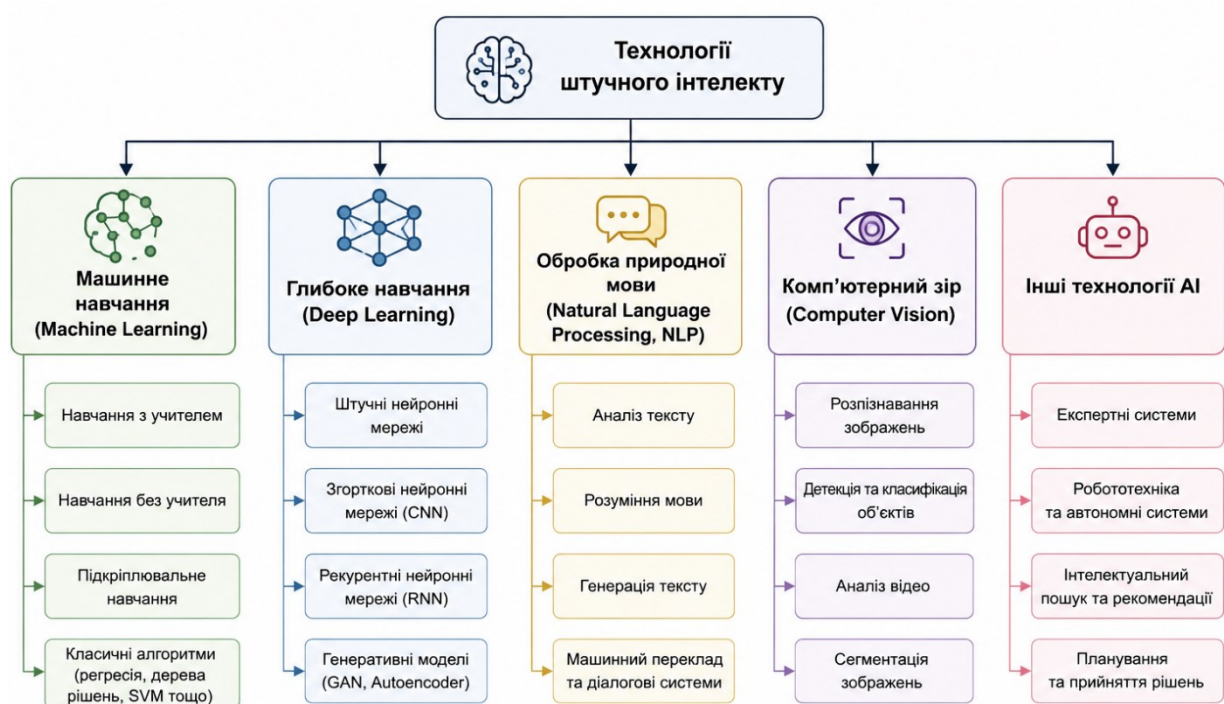 Технології
штучного інтелекту
Машинне
навчання
(Machine Learning)
Глибоке навчання
(Deep Learning)
Обробка природної
мови
(Natural Language
Processing, NLP)
Комп’ютерний зір
(Computer Vision)
Інші технології AI
Навчання з учителем
Навчання без учителя
Підкріплювальне
навчання
Класичні алгоритми
(регресія, дерева
рішень, SVM тощо)
Штучні нейронні
мережі
Згорткові нейронні
мережі (CNN)
Рекурентні нейронні
мережі (RNN)
Генеративні моделі
(GAN, Autoencoder)
Аналіз тексту
Розуміння мови
Генерація тексту
Машинний переклад
та діалогові системи
Розпізнавання
зображень
Детекція та класифікація
об’єктів
Аналіз відео
Сегментація
зображень
Експертні системи
Робототехніка
та автономні системи
Інтелектуальний
пошук та рекомендації
Планування
та прийняття рішень